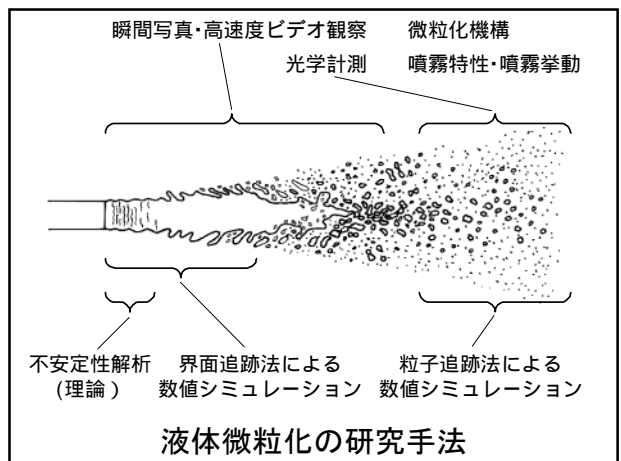 瞬間写真・高速度ビデオ観察
微粒化機構
光学計測
噴霧特性・噴霧挙動
不安定性解析
(理論)
界面追跡法による
数値シミュレーション
粒子追跡法による
数値シミュレーション
液体微粒化の研究手法